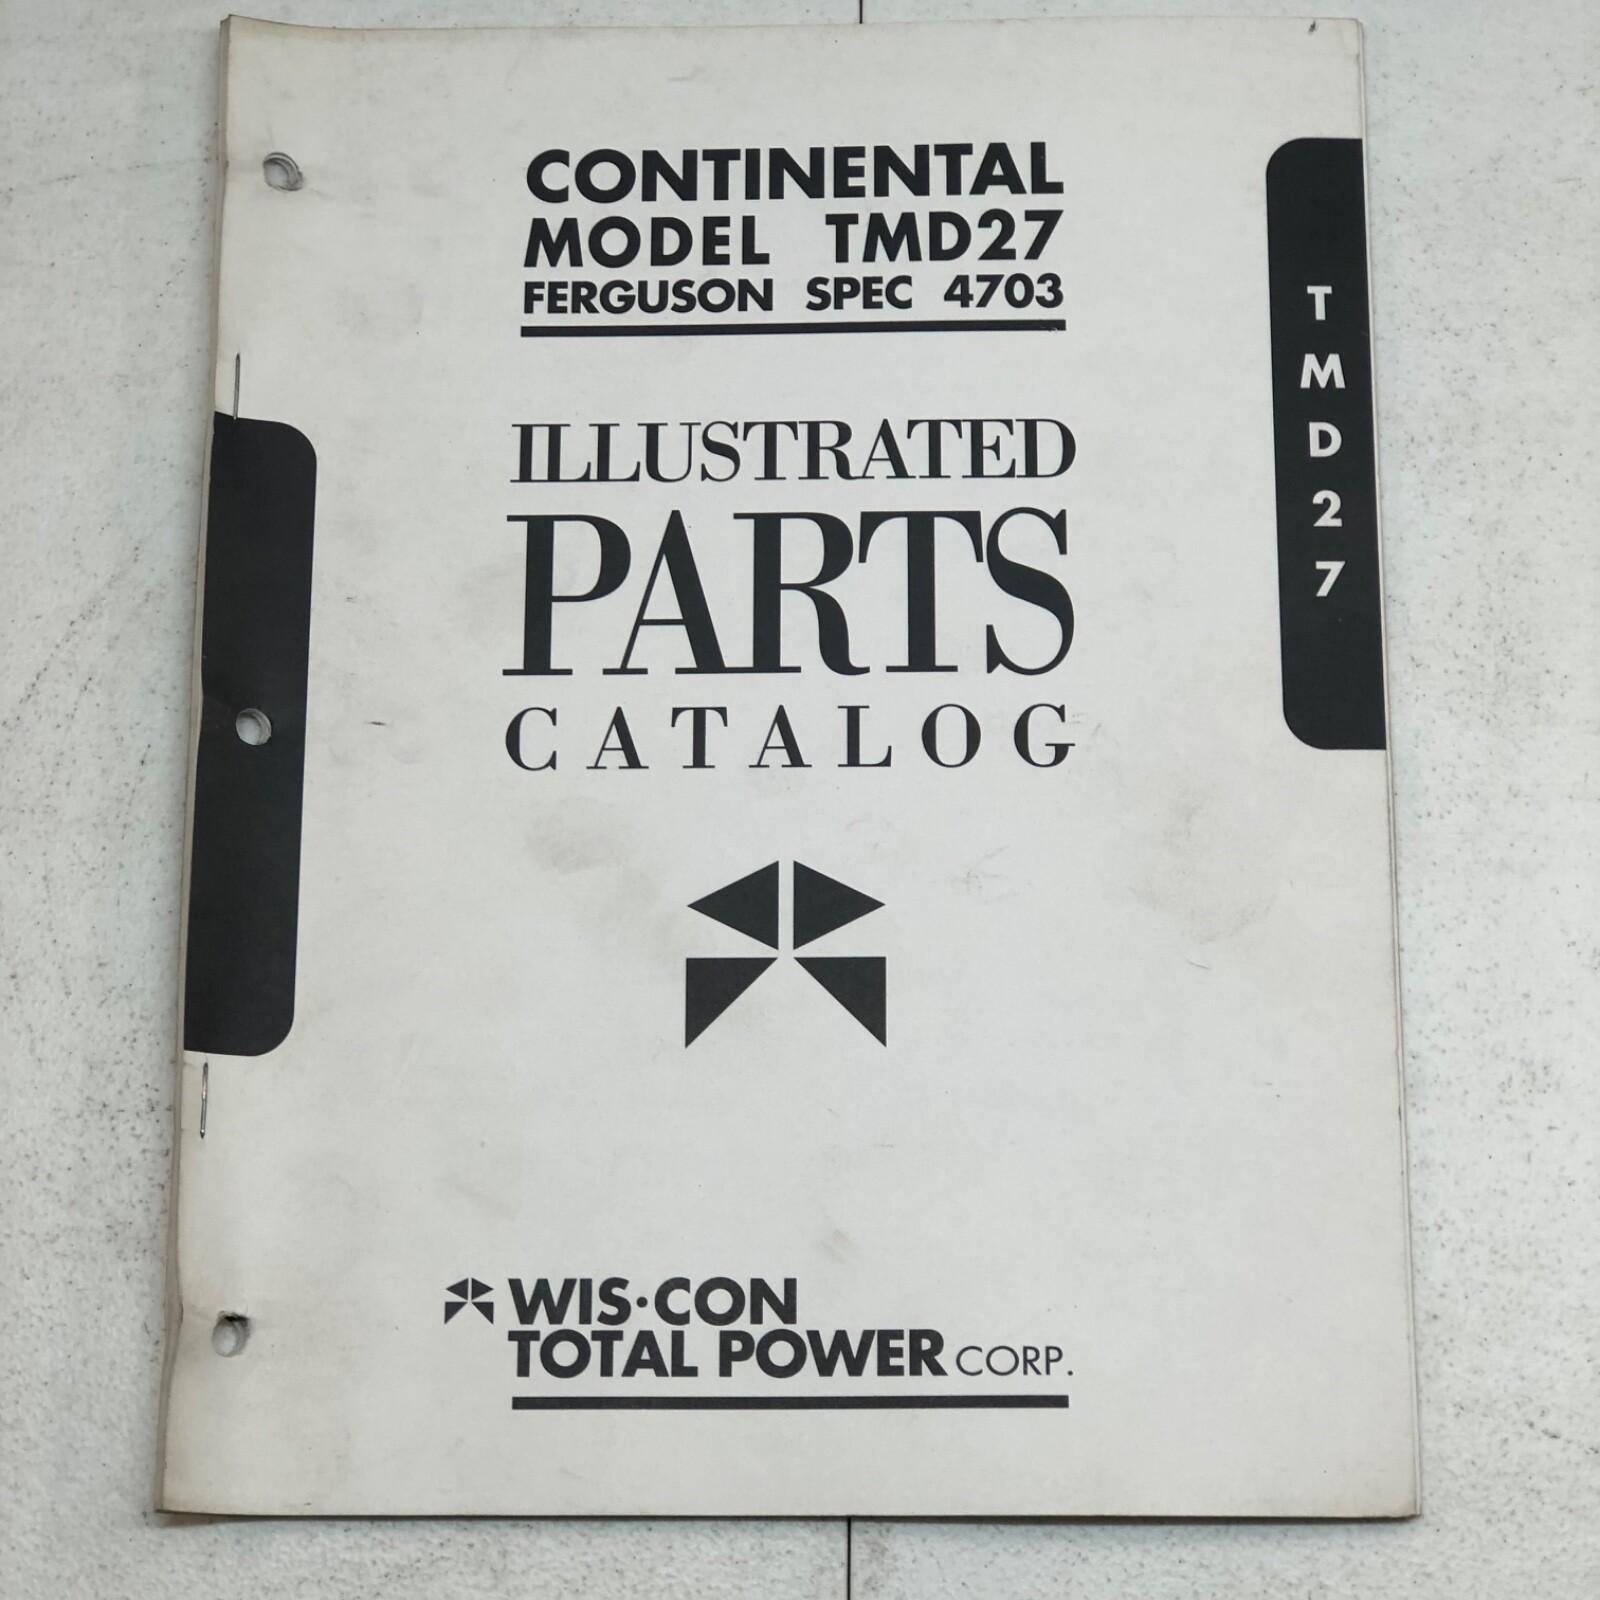 CONTINENTAL
MODEL TMD27
FERGUSON SPEC 4703
ILLUSTRATED
PARTS
CATALOG
TMD27
WIS·CON
TOTAL POWER CORP.